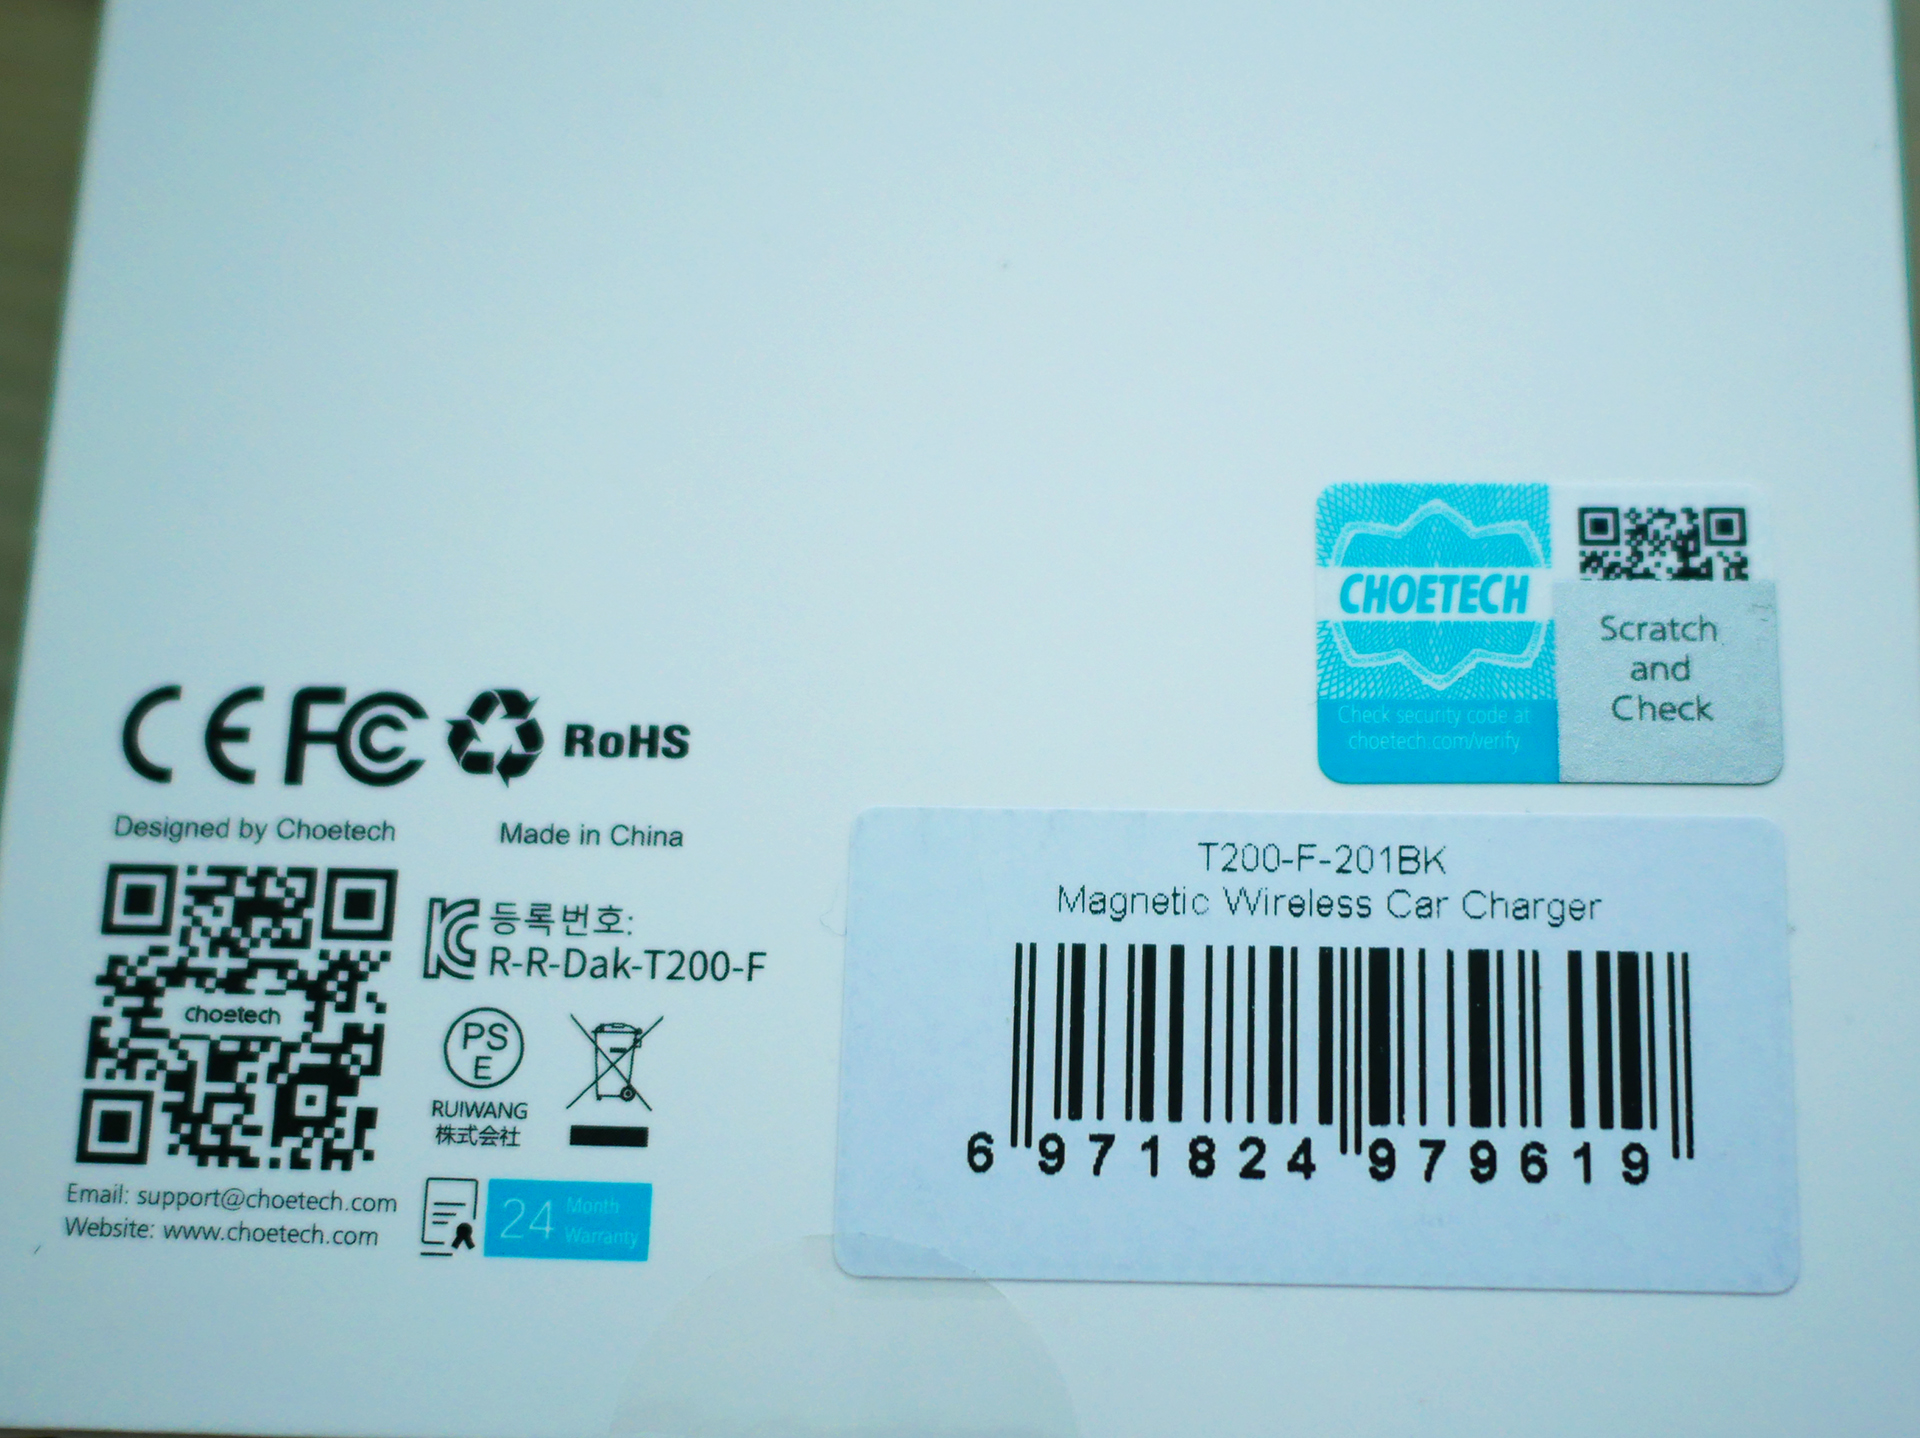 CHOETECH
Check security code at
choetech.com/verify
Scratch
and
Check
CE FCC RoHS
Designed by Choetech
Made in China
choetech
등록번호:
R-R-Dak-T200-F
PS
E
RUIWANG
株式会社
Email: support@choetech.com
Website: www.choetech.com
24 Month
Warranty
T200-F-201BK
Magnetic Wireless Car Charger
6 971824 979619